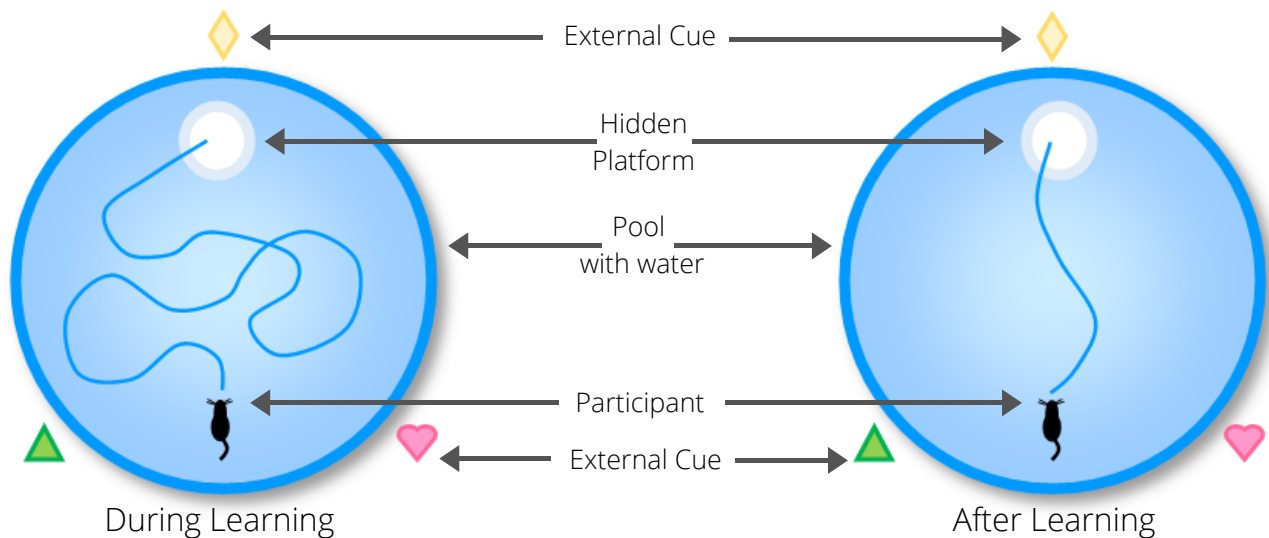 External Cue
Hidden
Platform
Pool
with water
Participant
External Cue
During Learning
After Learning